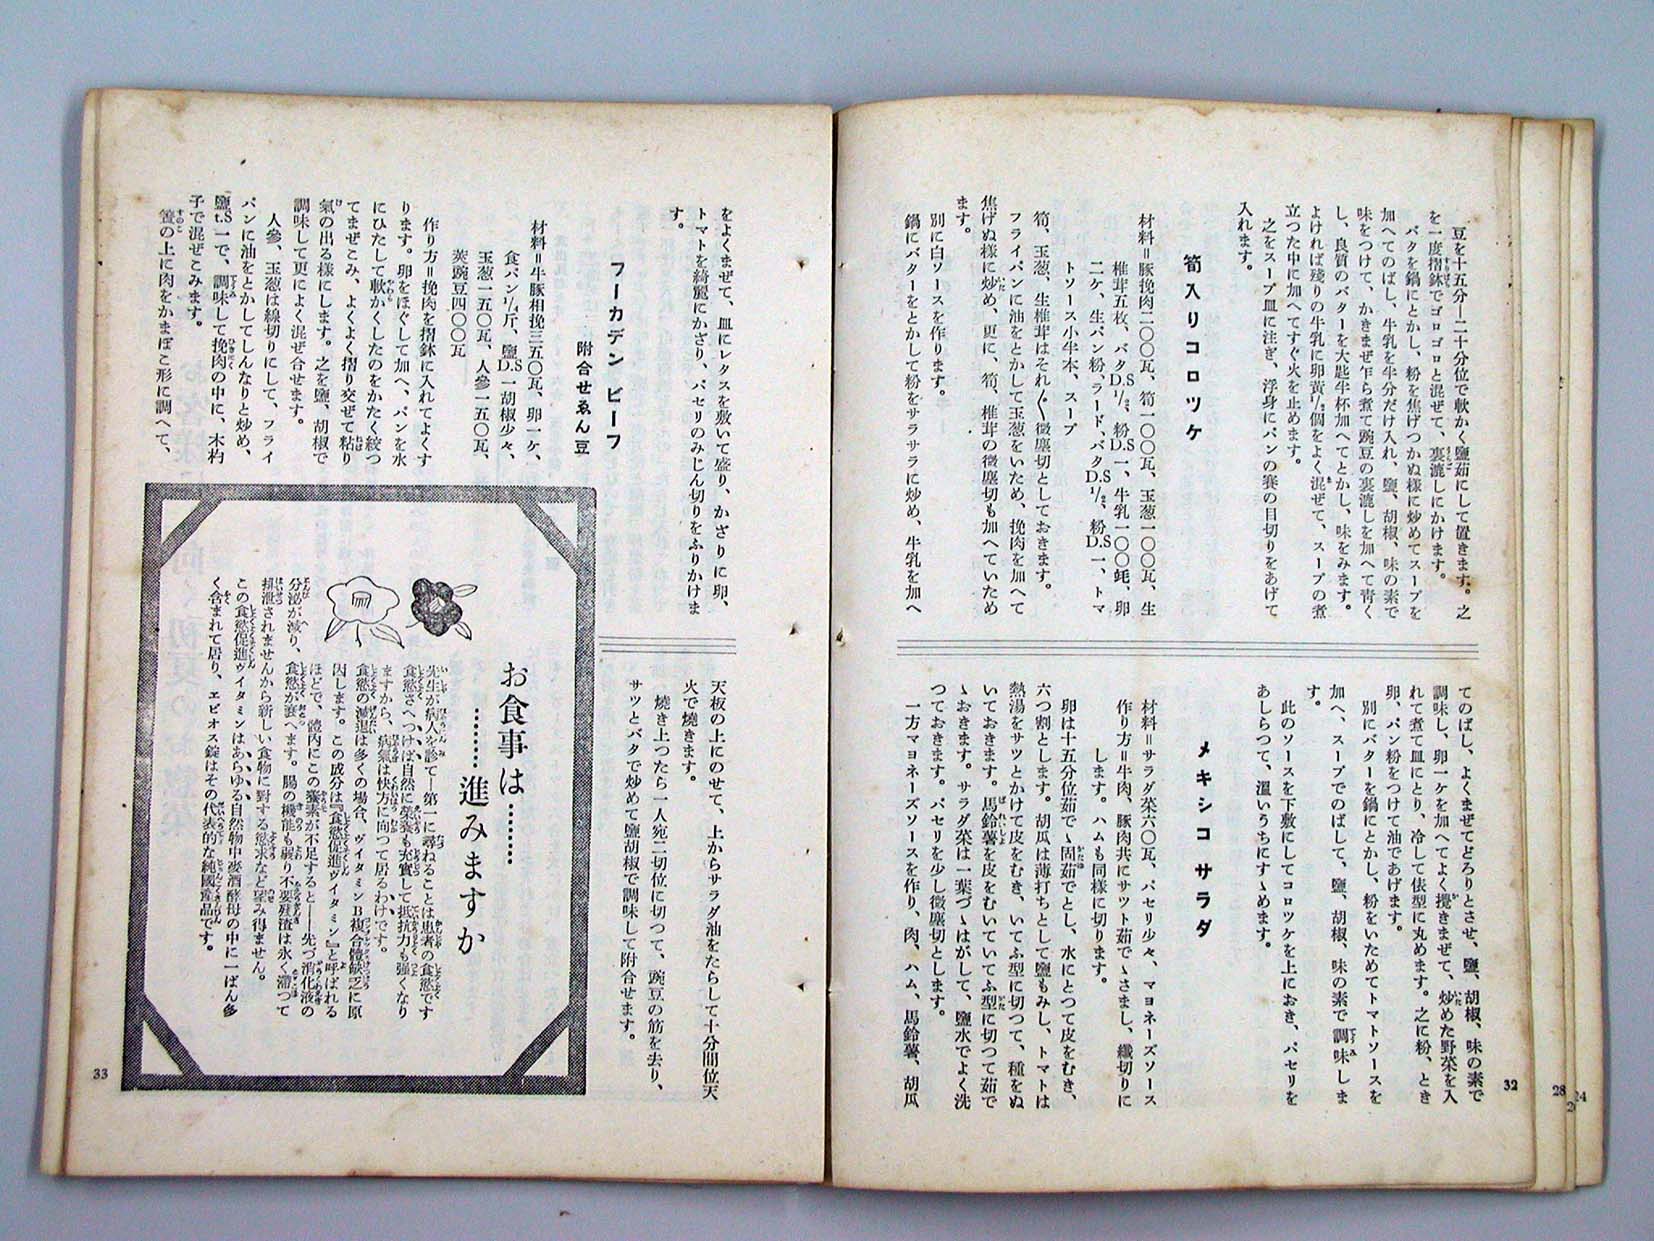 豆を十五分―二十分位で軟かく鹽茹にして置きます。之
を一度摺鉢でゴロゴロと混ぜて、裏漉しにかけます。
バタを鍋にとかし、粉を焦げつかぬ様に炒めてスープを
加へてのばし、牛乳を半分だけ入れ、鹽、胡椒、味の素で
味をつけて、かきまぜ乍ら煮て豌豆の裏漉しを加へて青く
し、良質のバターを大匙半杯加へてとかし、味をみます。
よければ殘りの牛乳に卵黄1/2個をよく混ぜて、スープの煮
立つた中に加へてすぐ火を止めます。
之をスープ皿に注ぎ、浮身にパンの賽の目切りをあげて
入れます。
筍入りコロツケ
材料＝豚挽肉二〇〇瓦、筍一〇〇瓦、玉葱一〇〇瓦、生
椎茸五枚、バタD.S1/2、粉D.S一、牛乳一〇〇竓、卵
二ケ、生パン粉、ラード、バタD.S1/2、粉D.S一、トマ
トソース小半本、スープ
筍、玉葱、生椎茸はそれ〲微塵切としておきます。
フライパンに油をとかして玉葱をいため、挽肉を加へて
焦げぬ様に炒め、更に、筍、椎茸の微塵切も加へていため
ます。
別に白ソースを作ります。
鍋にバターをとかして粉をサラサラに炒め、牛乳を加へ
てのばし、よくまぜてどろりとさせ、鹽、胡椒、味の素で
調味し、卵一ケを加へてよく攪きまぜて、炒めた野菜を入
れて煮て皿にとり、冷して俵型に丸めます。之に粉、とき
卵、パン粉をつけて油であげます。
別にバターを鍋にとかし、粉をいためてトマトソースを
加へ、スープでのばして、鹽、胡椒、味の素で調味しま
す。
此のソースを下敷にしてコロツケを上におき、パセリを
あしらつて、溫いうちにすゝめます。
メキシコ サラダ
材料＝サラダ菜六〇瓦、パセリ少々、マヨネーズソース
作り方＝牛肉、豚肉共にサツト茹でゝさまし、纖切りに
します。ハムも同様に切ります。
卵は十五分位茹でゝ固茹でとし、水にとつて皮をむき、
六つ割とします。胡瓜は薄打ちとして鹽もみし、トマトは
熱湯をサツとかけて皮をむき、いてふ型に切つて、種をぬ
いておきます。馬鈴薯を皮をむいていてふ型に切つて茹で
ゝおきます。サラダ菜は一葉づゝはがして、鹽水でよく洗
つておきます。パセリを少し微塵切とします。
一方マヨネーズソースを作り、肉、ハム、馬鈴薯、胡瓜
32
28
24
をよくまぜて、皿にレタスを敷いて盛り、かざりに卵、
トマトを綺麗にかざり、パセリのみじん切りをふりかけま
す。
フーカデン ビーフ
附合せゑん豆
材料＝牛豚相挽三五〇瓦、卵一ケ、
食パン1/4斤、鹽D.S一胡椒少々、
玉葱一五〇瓦、人參一五〇瓦、
莢豌豆四〇〇瓦
作り方＝挽肉を摺鉢に入れてよくす
ります。卵をほぐして加へ、パンを水
にひたして軟かくしたのをかたく絞つ
てまぜこみ、よくよく摺り交ぜて粘り
氣の出る様にします。之を鹽、胡椒で
調味して更によく混ぜ合せます。
人參、玉葱は線切りにして、フライ
パンに油をとかしてしんなりと炒め、
鹽t.S一で、調味して挽肉の中に、木杓
子で混ぜこみます。
簀の上に肉をかまぼこ形に調へて、
天板の上にのせて、上からサラダ油をたらして十分間位天
火で燒きます。
燒き上つたら一人宛二切位に切つて、豌豆の筋を去り、
サツとバタで炒めて鹽胡椒で調味して附合せます。
お食事は………
………進みますか
先生が病人を診て―第一に尋ねることは患者の食慾です
食慾さへつけば自然に榮養も充實して抵抗力も強くなり
ますから、病氣は快方に向つて居るわけです。
食慾の減退は多くの場合、ヴイタミンB複合體缺乏に原
因します。この成分は『食慾促進ヴイタミン』と呼ばれる
ほどで、體内にこの養素が不足すると――先づ消化液の
分泌が減り、食慾が衰へます。腸の機能も弱り不要殘渣は永く滯つて
排泄されませんから新しい食物に對する慾求など望み得ません。
この食慾促進ヴイタミンはあらゆる自然物中麥酒酵母の中に一ばん多
く含まれて居り、エビオス錠はその代表的な純國產品です。
33